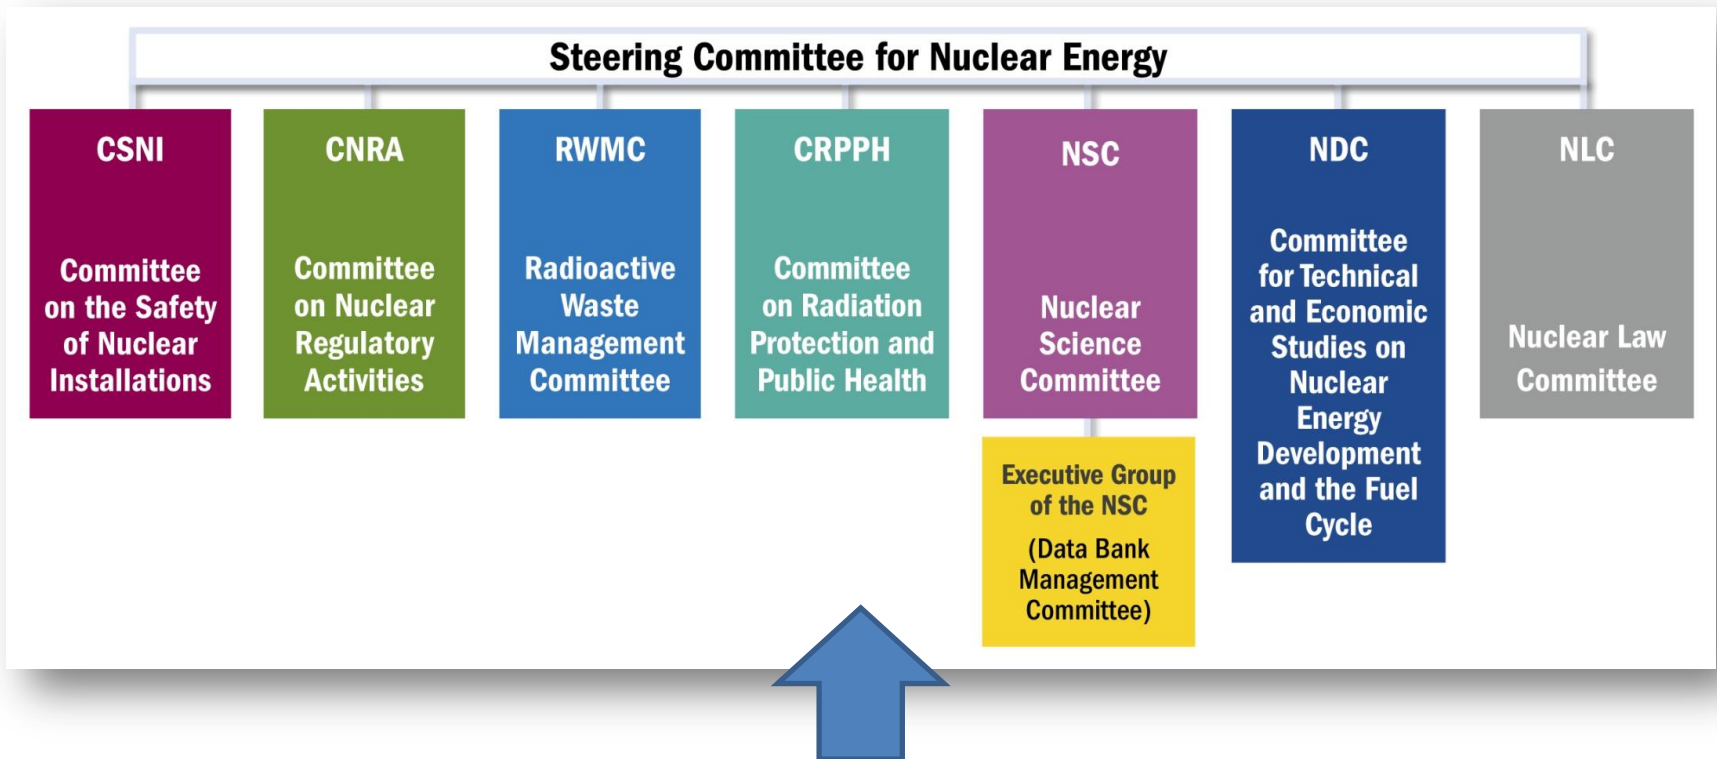 Steering Committee for Nuclear Energy
CSNI
Committee
on the Safety
of Nuclear
Installations
CNRA
Committee
on Nuclear
Regulatory
Activities
RWMC
Radioactive
Waste
Management
Committee
CRPPH
Committee
on Radiation
Protection and
Public Health
NSC
Nuclear
Science
Committee
Executive Group
of the NSC
(Data Bank
Management
Committee)
NDC
Committee
for Technical
and Economic
Studies on
Nuclear
Energy
Development
and the Fuel
Cycle
NLC
Nuclear Law
Committee